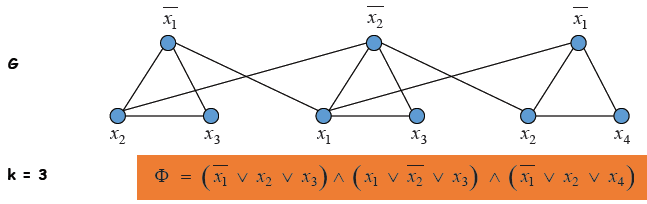 x̅₁ x̅₂ x̅₁
G
x₂ x₃ x₁ x₃ x₂ x₄
k = 3
Φ = (x̅₁ ∨ x₂ ∨ x₃) ∧ (x₁ ∨ x̅₂ ∨ x₃) ∧ (x̅₁ ∨ x₂ ∨ x₄)